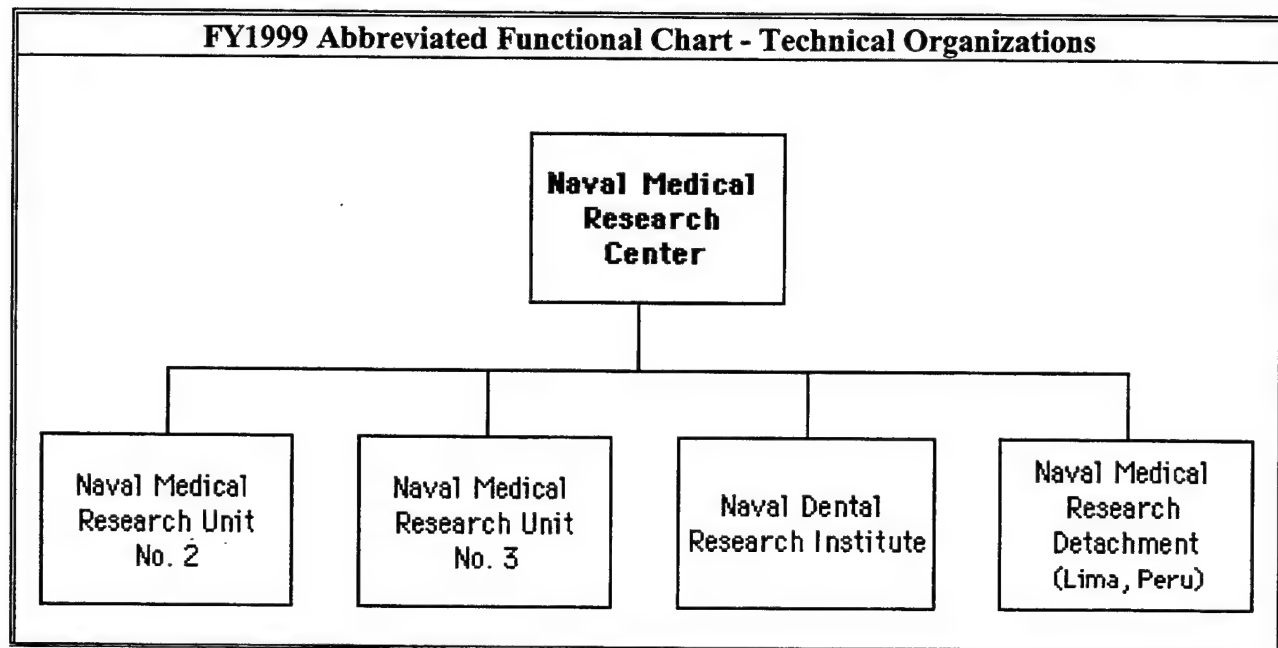 FY1999 Abbreviated Functional Chart - Technical Organizations
Naval Medical
Research
Center
Naval Medical
Research Unit
No. 2
Naval Medical
Research Unit
No. 3
Naval Dental
Research Institute
Naval Medical
Research
Detachment
(Lima, Peru)